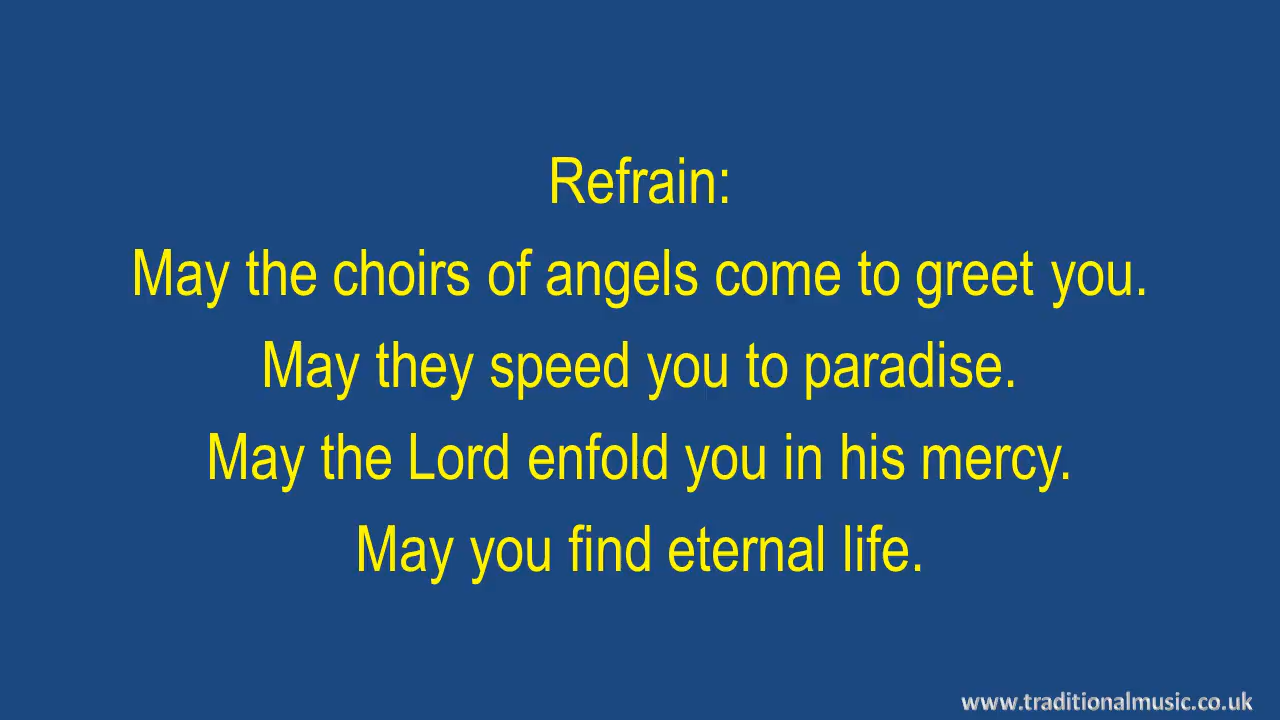 Refrain:
May the choirs of angels come to greet you.
May they speed you to paradise.
May the Lord enfold you in his mercy.
May you find eternal life.
www.traditionalmusic.co.uk